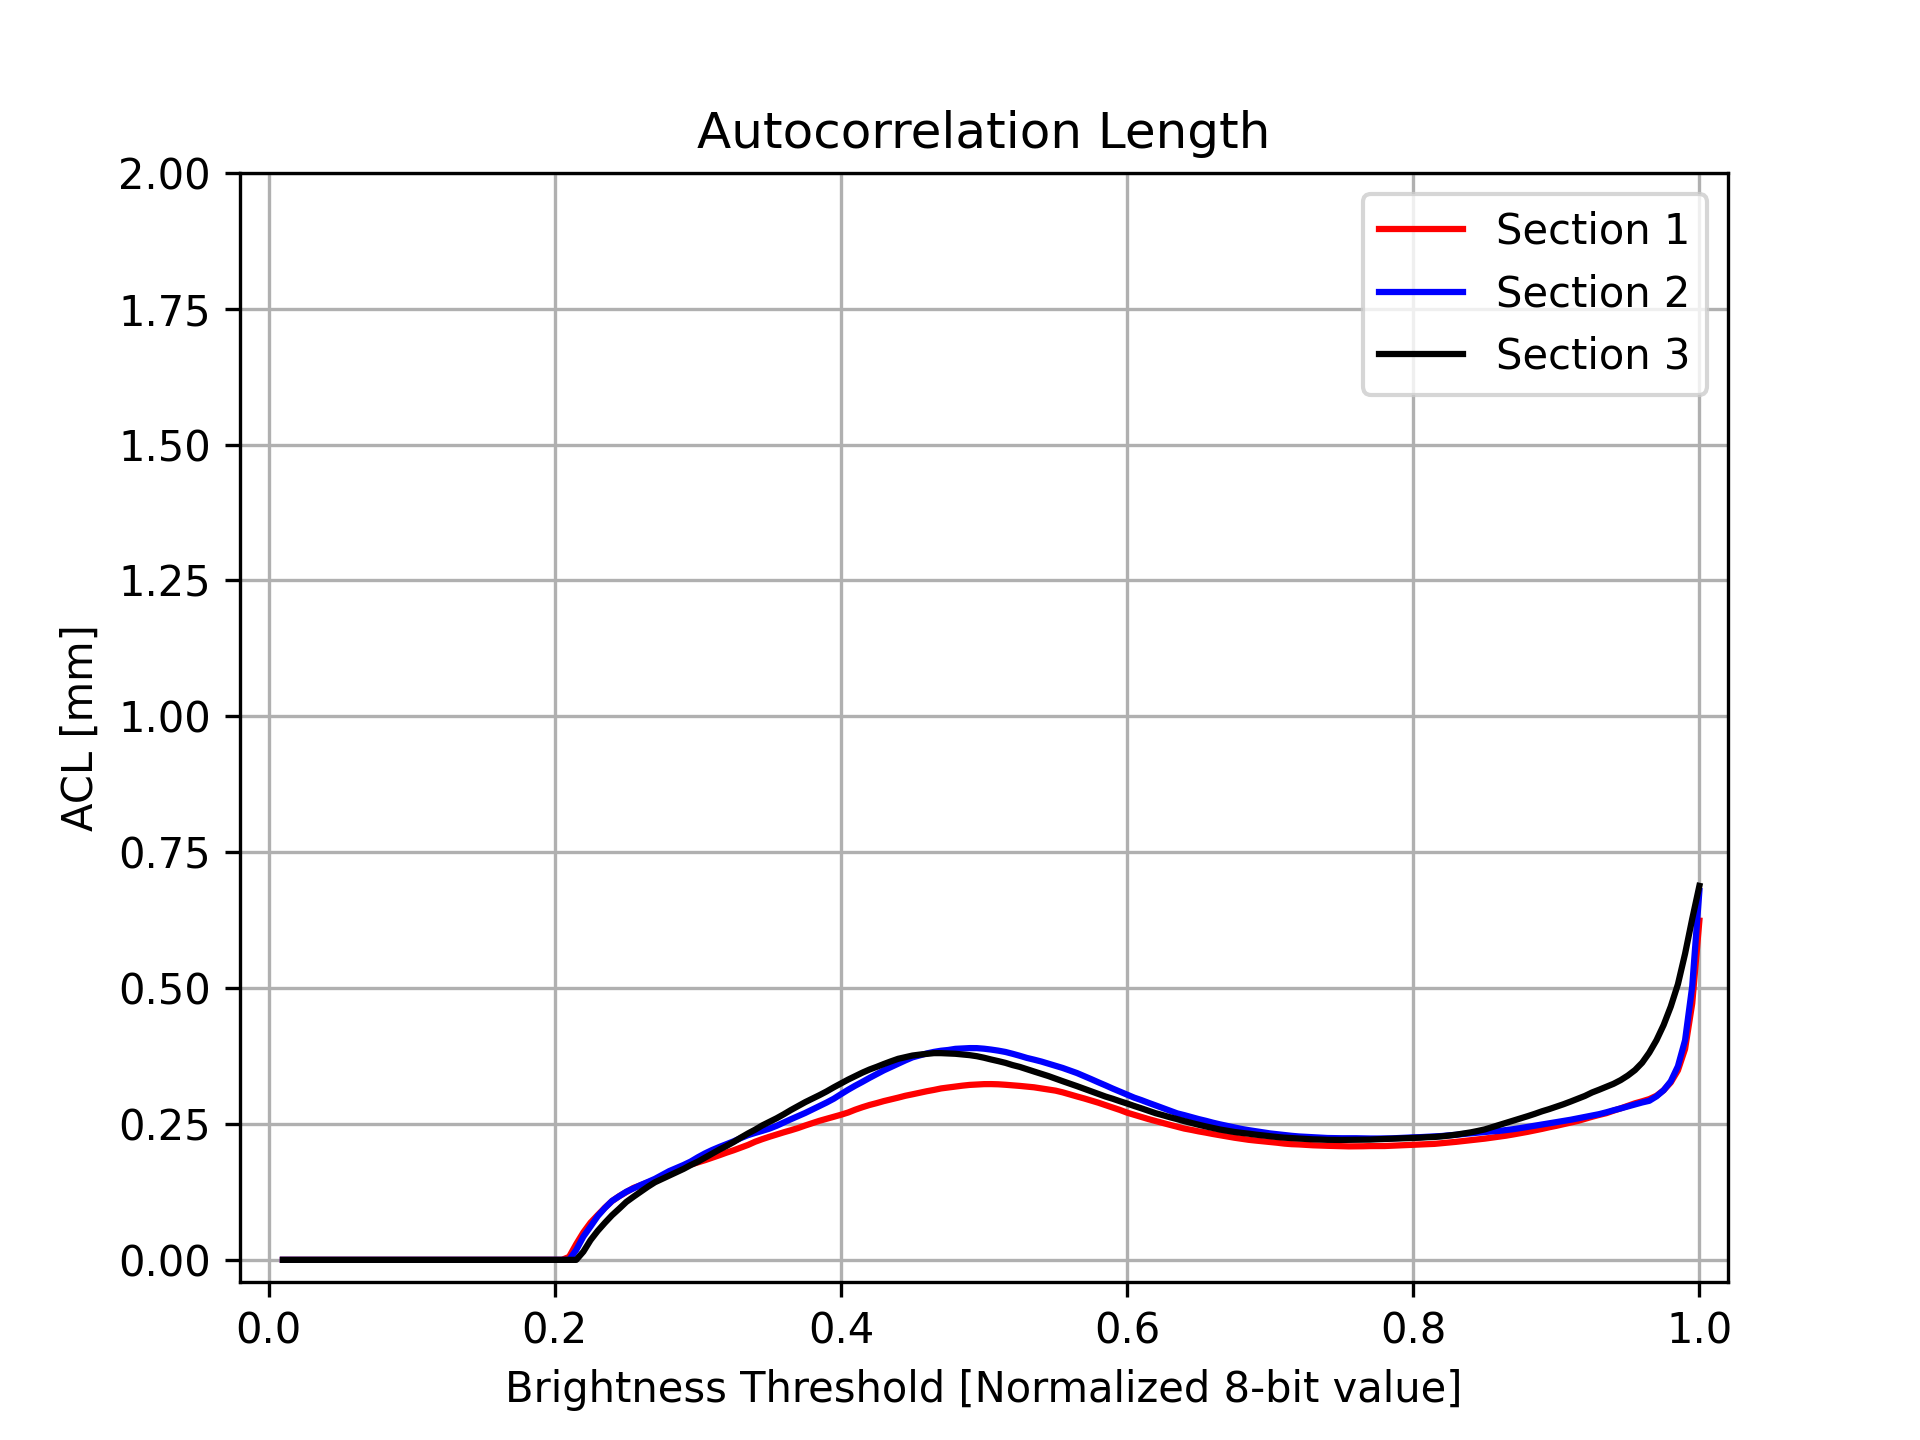 Autocorrelation Length
2.00
1.75
1.50
1.25
1.00
0.75
0.50
0.25
0.00
ACL [mm]
Section 1
Section 2
Section 3
0.0 0.2 0.4 0.6 0.8 1.0
Brightness Threshold [Normalized 8-bit value]